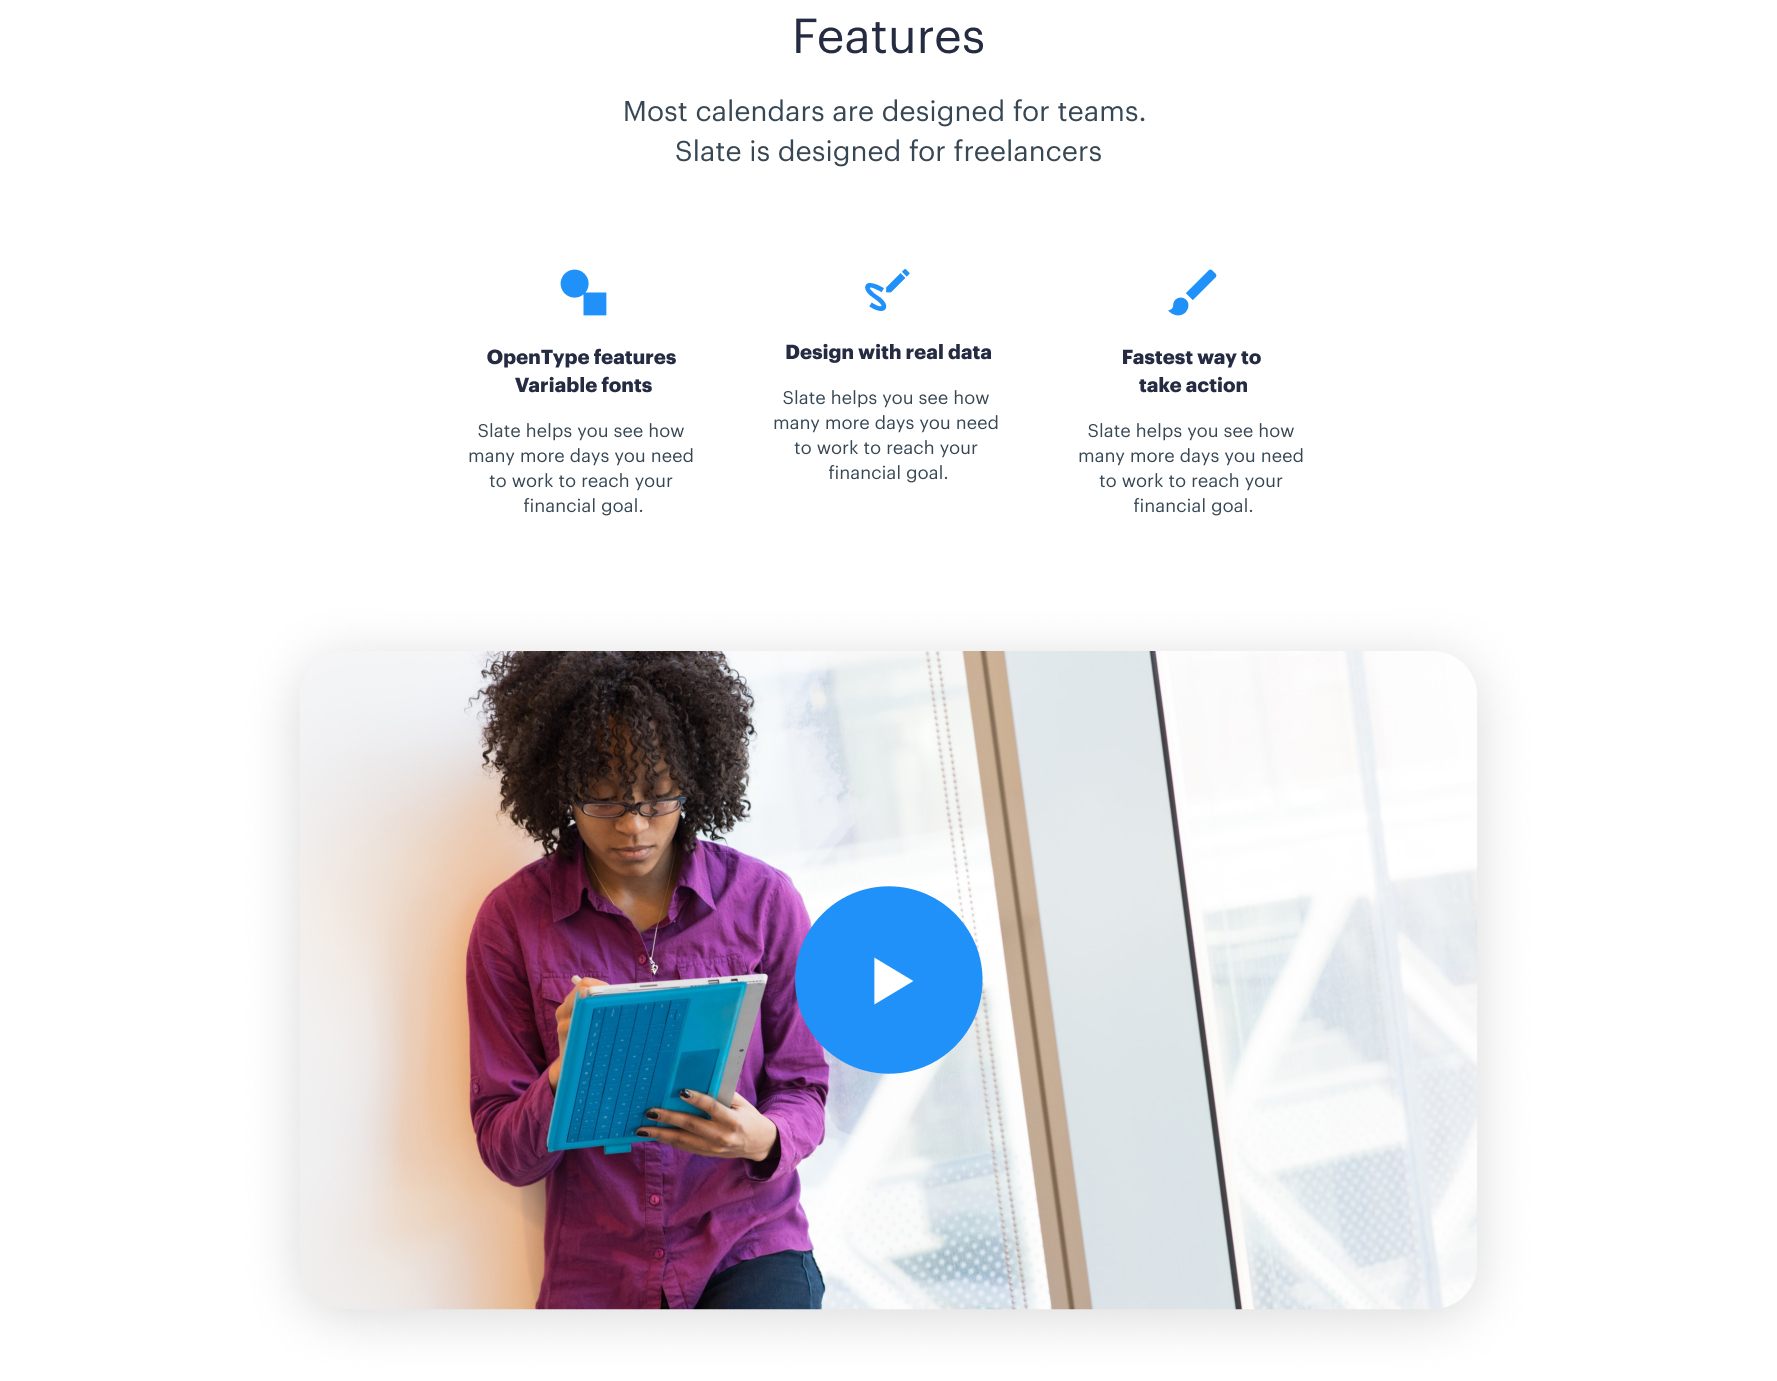 Features
Most calendars are designed for teams.
Slate is designed for freelancers
OpenType features
Variable fonts
Slate helps you see how
many more days you need
to work to reach your
financial goal.
Design with real data
Slate helps you see how
many more days you need
to work to reach your
financial goal.
Fastest way to
take action
Slate helps you see how
many more days you need
to work to reach your
financial goal.